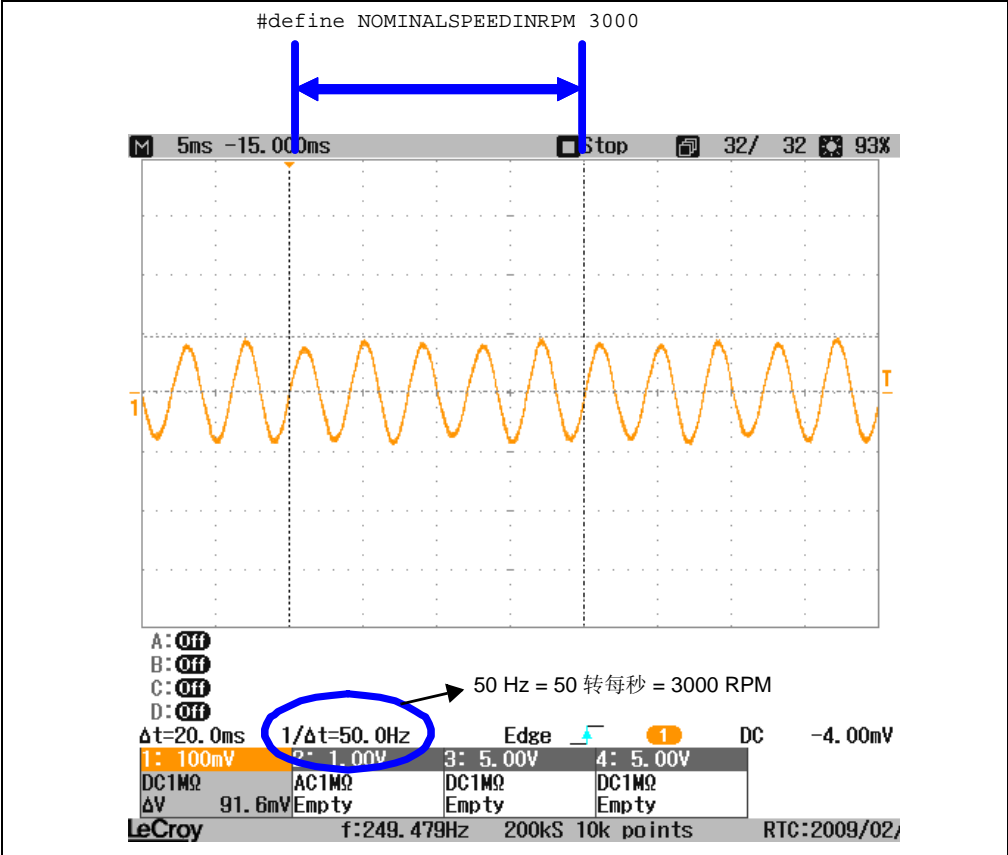 #define NOMINALSPEEDINRPM 3000
M 5ms -15.000ms Stop 32/ 32 93%
T
1
A:Off
B:Off
C:Off
D:Off
50 Hz = 50 转每秒 = 3000 RPM
Δt=20.0ms 1/Δt=50.0Hz Edge 1 DC -4.00mV
1: 100mV 2: 1.00V 3: 5.00V 4: 5.00V
DC1MΩ AC1MΩ DC1MΩ DC1MΩ
ΔV 91.6mV Empty Empty Empty
LeCroy f:249.479Hz 200kS 10k points RTC:2009/02/